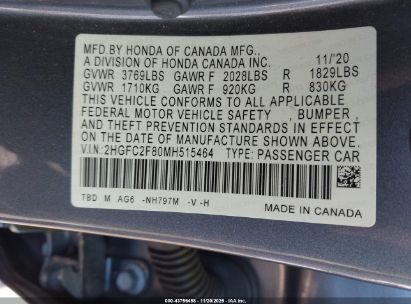 MFD.BY HONDA OF CANADA MFG.,
A DIVISION OF HONDA CANADA INC. 11/'20
GVWR 3769LBS GAWR F 2028LBS R 1829LBS
GVWR 1710KG GAWR F 920KG R 830KG
THIS VEHICLE CONFORMS TO ALL APPLICABLE
FEDERAL MOTOR VEHICLE SAFETY , BUMPER ,
AND THEFT PREVENTION STANDARDS IN EFFECT
ON THE DATE OF MANUFACTURE SHOWN ABOVE.
V.I.N.:2HGFC2F80MH515464 TYPE: PASSENGER CAR
TBD M AG6 -NH797M -V -H
MADE IN CANADA